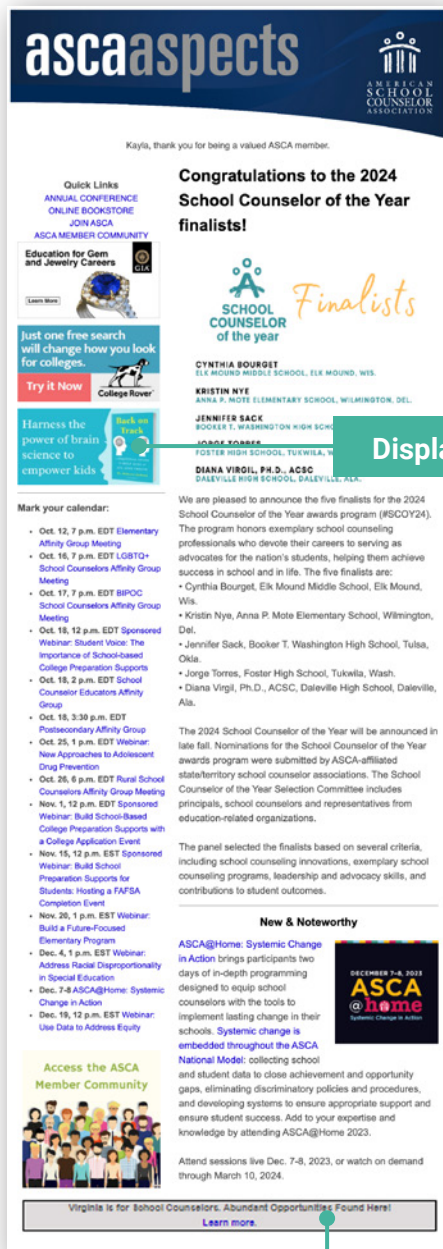 ascaaspects
AMERICAN
SCHOOL
COUNSELOR
ASSOCIATION
Kayla, thank you for being a valued ASCA member.
Quick Links
ANNUAL CONFERENCE
ONLINE BOOKSTORE
JOIN ASCA
ASCA MEMBER COMMUNITY
Education for Gem
and Jewelry Careers
GIA
Learn More
Just one free search
will change how you look
for colleges.
Try it Now
College Rover
Harness the
power of brain
science to
empower kids
Back on
Track
Mark your calendar:
• Oct. 12, 7 p.m. EDT Elementary
Affinity Group Meeting
• Oct. 16, 7 p.m. EDT LGBTQ+
School Counselors Affinity Group
Meeting
• Oct. 17, 7 p.m. EDT BIPOC
School Counselors Affinity Group
Meeting
• Oct. 18, 12 p.m. EDT Sponsored
Webinar: Student Voice: The
Importance of School-based
College Preparation Supports
• Oct. 18, 2 p.m. EDT School
Counselor Educators Affinity
Group
• Oct. 18, 3:30 p.m. EDT
Postsecondary Affinity Group
• Oct. 25, 1 p.m. EDT Webinar:
New Approaches to Adolescent
Drug Prevention
• Oct. 26, 6 p.m. EDT Rural School
Counselors Affinity Group Meeting
• Nov. 1, 12 p.m. EDT Sponsored
Webinar: Build School-Based
College Preparation Supports with
a College Application Event
• Nov. 15, 12 p.m. EST Sponsored
Webinar: Build School
Preparation Supports for
Students: Hosting a FAFSA
Completion Event
• Nov. 20, 1 p.m. EST Webinar:
Build a Future-Focused
Elementary Program
• Dec. 4, 1 p.m. EST Webinar:
Address Racial Disproportionality
in Special Education
• Dec. 7-8 ASCA@Home: Systemic
Change in Action
• Dec. 19, 12 p.m. EST Webinar:
Use Data to Address Equity
Access the ASCA
Member Community
Congratulations to the 2024
School Counselor of the Year
finalists!
SCHOOL
COUNSELOR
of the year
Finalists
CYNTHIA BOURGET
ELK MOUND MIDDLE SCHOOL, ELK MOUND, WIS.
KRISTIN NYE
ANNA P. MOTE ELEMENTARY SCHOOL, WILMINGTON, DEL.
JENNIFER SACK
BOOKER T. WASHINGTON HIGH
JORGE TORRES
FOSTER HIGH SCHOOL, TUKWILA,
DIANA VIRGIL, PH.D., ACSC
DALEVILLE HIGH SCHOOL, DALEVILLE, ALA.
Displa
We are pleased to announce the five finalists for the 2024
School Counselor of the Year awards program (#SCOY24).
The program honors exemplary school counseling
professionals who devote their careers to serving as
advocates for the nation's students, helping them achieve
success in school and in life. The five finalists are:
• Cynthia Bourget, Elk Mound Middle School, Elk Mound,
Wis.
• Kristin Nye, Anna P. Mote Elementary School, Wilmington,
Del.
• Jennifer Sack, Booker T. Washington High School, Tulsa,
Okla.
• Jorge Torres, Foster High School, Tukwila, Wash.
• Diana Virgil, Ph.D., ACSC, Daleville High School, Daleville,
Ala.
The 2024 School Counselor of the Year will be announced in
late fall. Nominations for the School Counselor of the Year
awards program were submitted by ASCA-affiliated
state/territory school counselor associations. The School
Counselor of the Year Selection Committee includes
principals, school counselors and representatives from
education-related organizations.
The panel selected the finalists based on several criteria,
including school counseling innovations, exemplary school
counseling programs, leadership and advocacy skills, and
contributions to student outcomes.
New & Noteworthy
ASCA@Home: Systemic Change
in Action brings participants two
days of in-depth programming
designed to equip school
counselors with the tools to
implement lasting change in their
schools. Systemic change is
embedded throughout the ASCA
National Model: collecting school
and student data to close achievement and opportunity
gaps, eliminating discriminatory policies and procedures,
and developing systems to ensure appropriate support and
ensure student success. Add to your expertise and
knowledge by attending ASCA@Home 2023.
DECEMBER 7-8, 2023
ASCA
@home
Systemic Change in Action
Attend sessions live Dec. 7-8, 2023, or watch on demand
through March 10, 2024.
Virginia is for School Counselors. Abundant Opportunities Found Here!
Learn more.